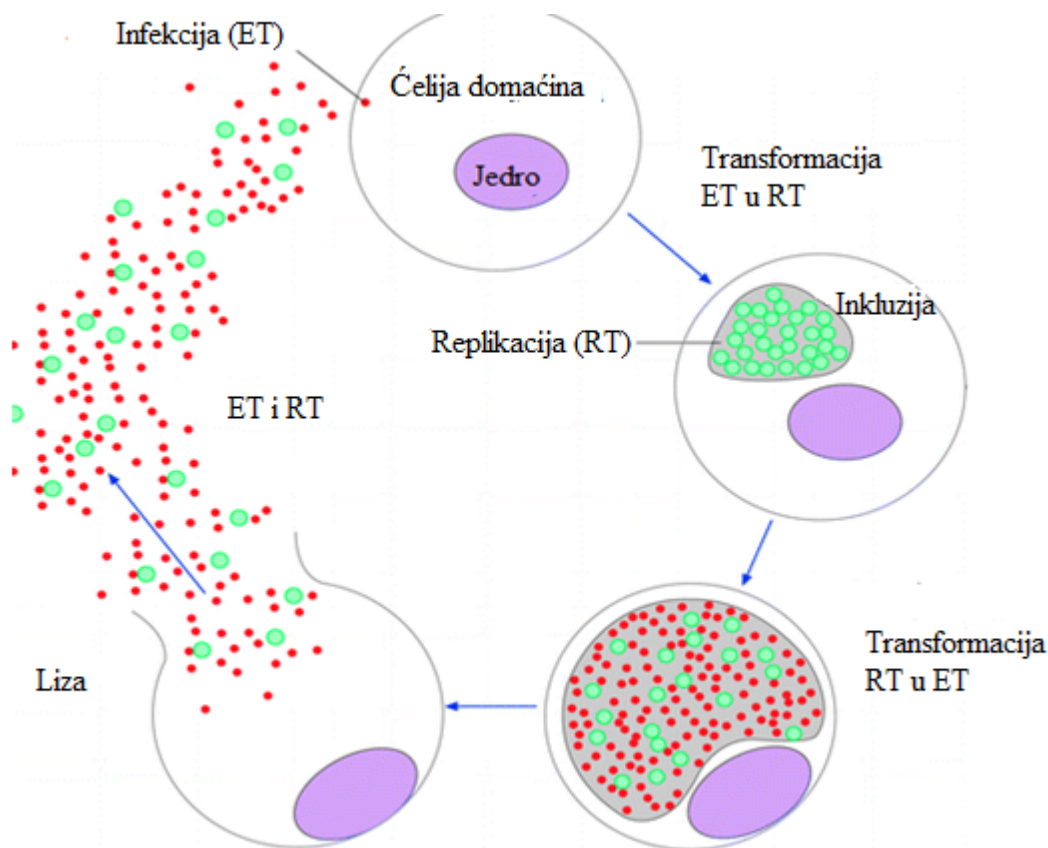 Infekcija (ET)
Ćelija domaćina
Jedro
Transformacija
ET u RT
Inkluzija
Replikacija (RT)
ET i RT
Transformacija
RT u ET
Liza